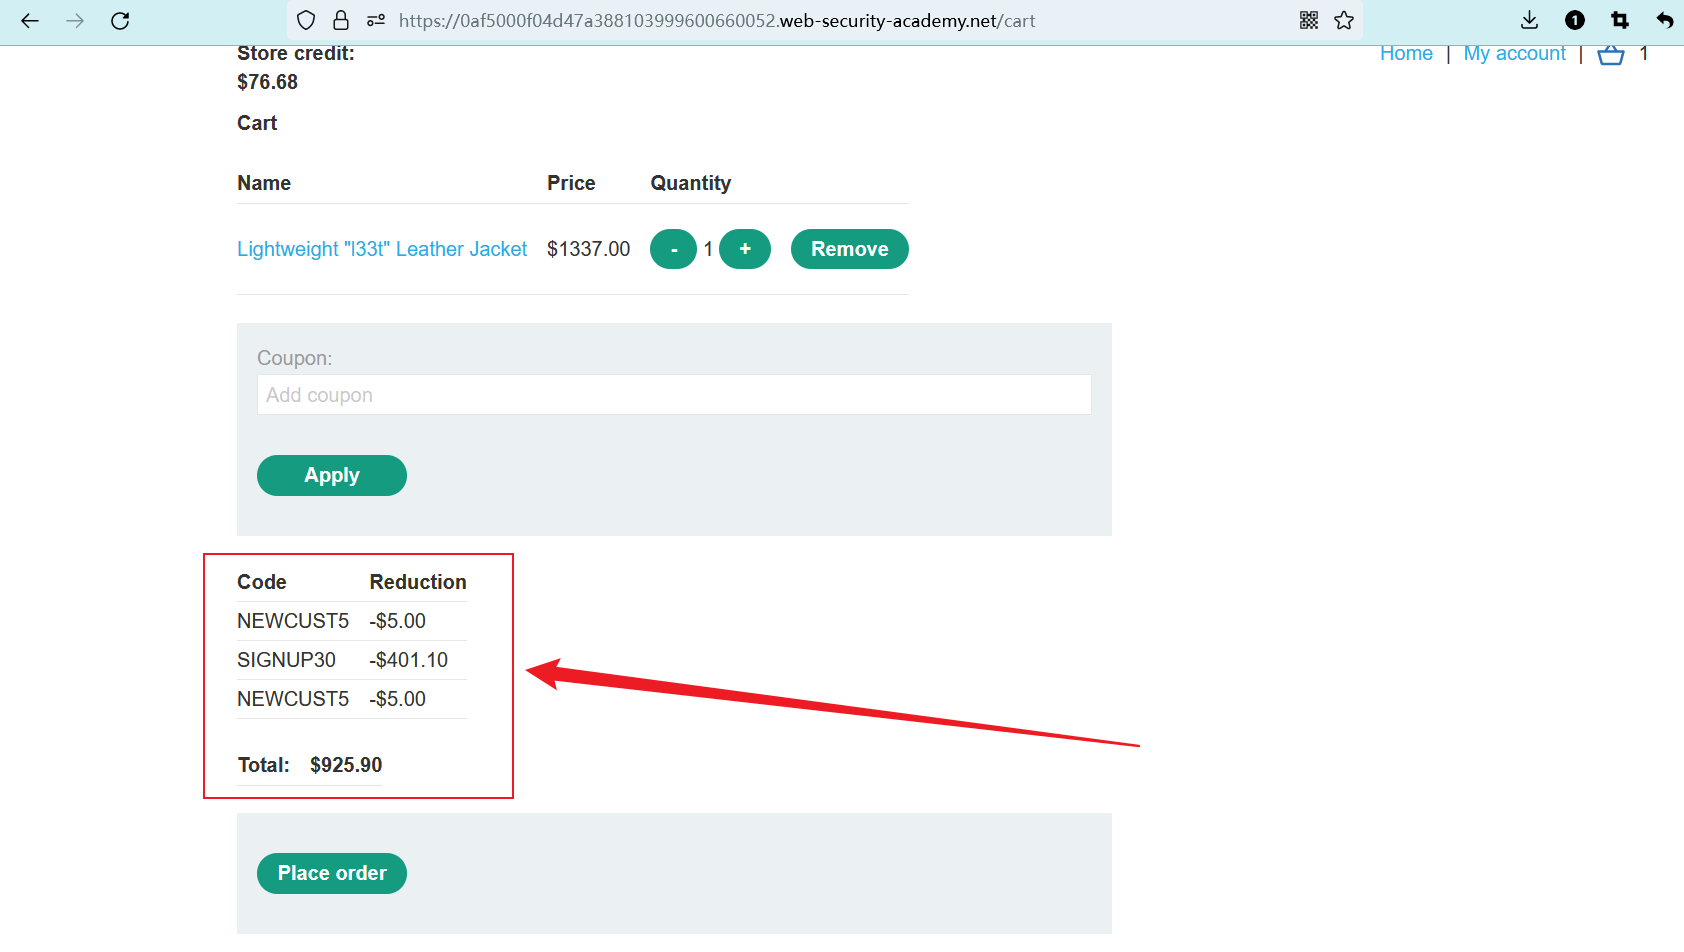 https://0af5000f04d47a388103999600660052.web-security-academy.net/cart
1
Store credit:
$76.68
Home | My account | 1
Cart
Name Price Quantity
Lightweight "l33t" Leather Jacket $1337.00 - 1 + Remove
Coupon:
Add coupon
Apply
Code Reduction
NEWCUST5 -$5.00
SIGNUP30 -$401.10
NEWCUST5 -$5.00
Total: $925.90
Place order